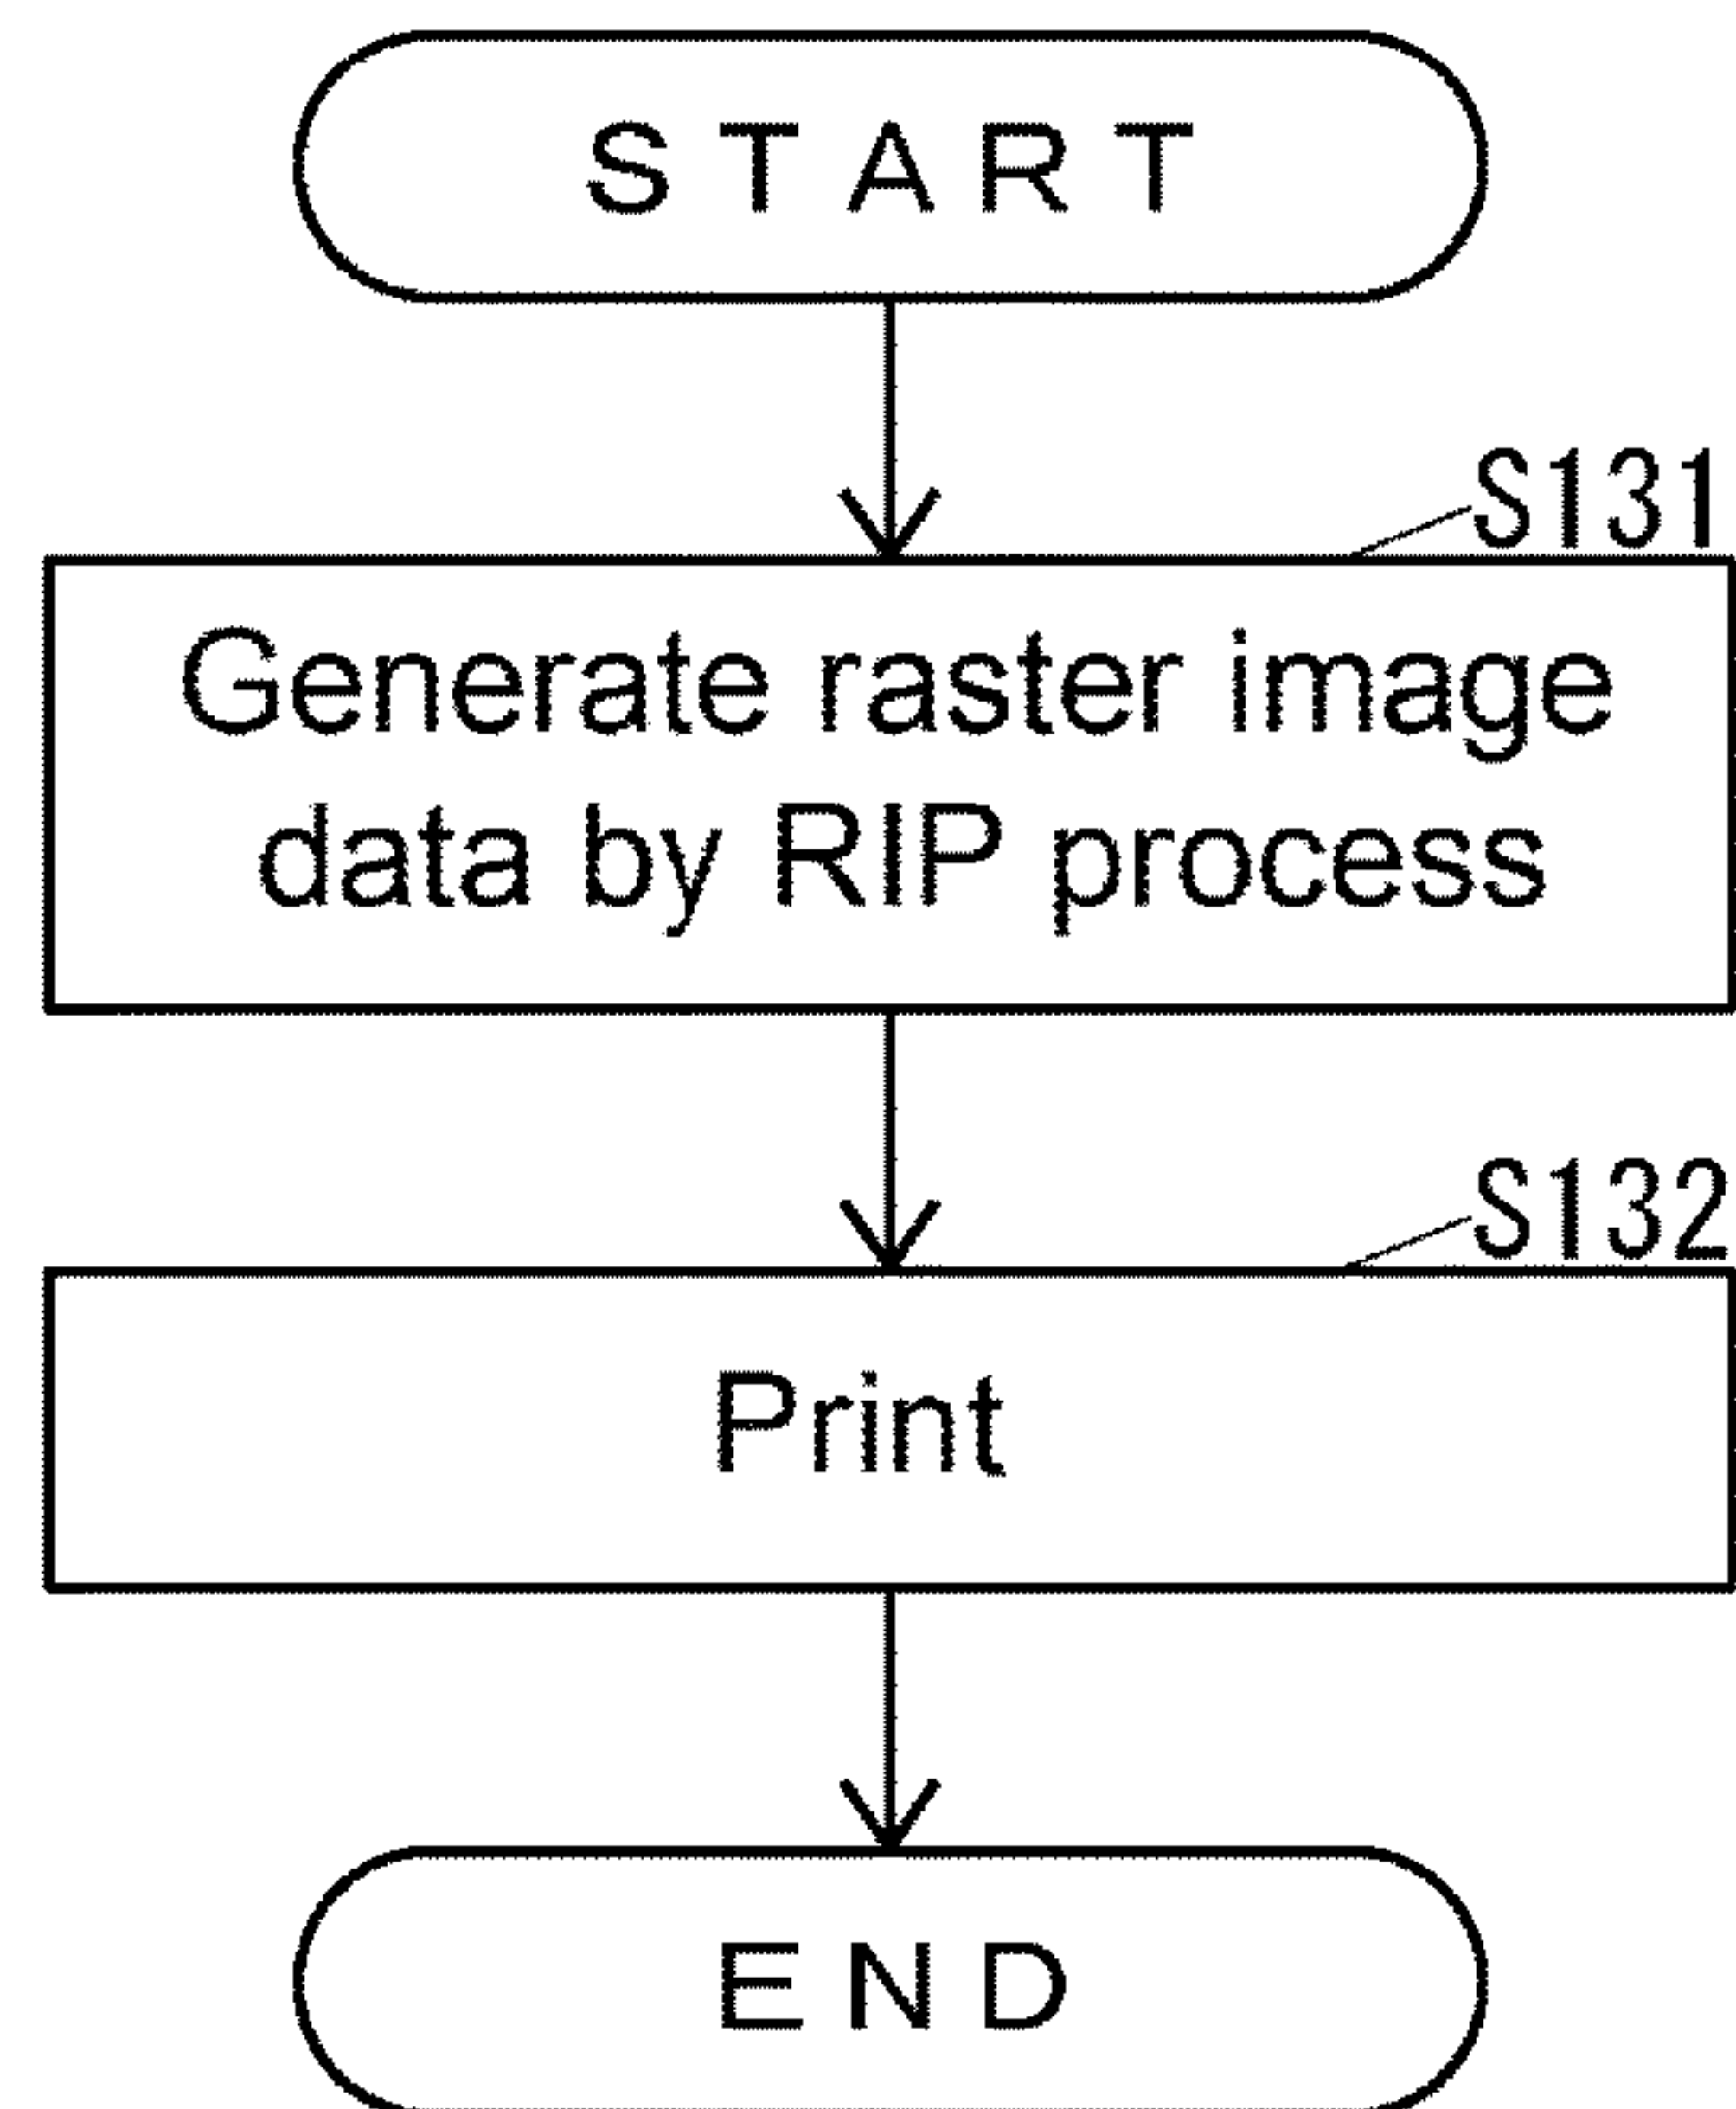 START
S131
Generate raster image
data by RIP process
S132
Print
END